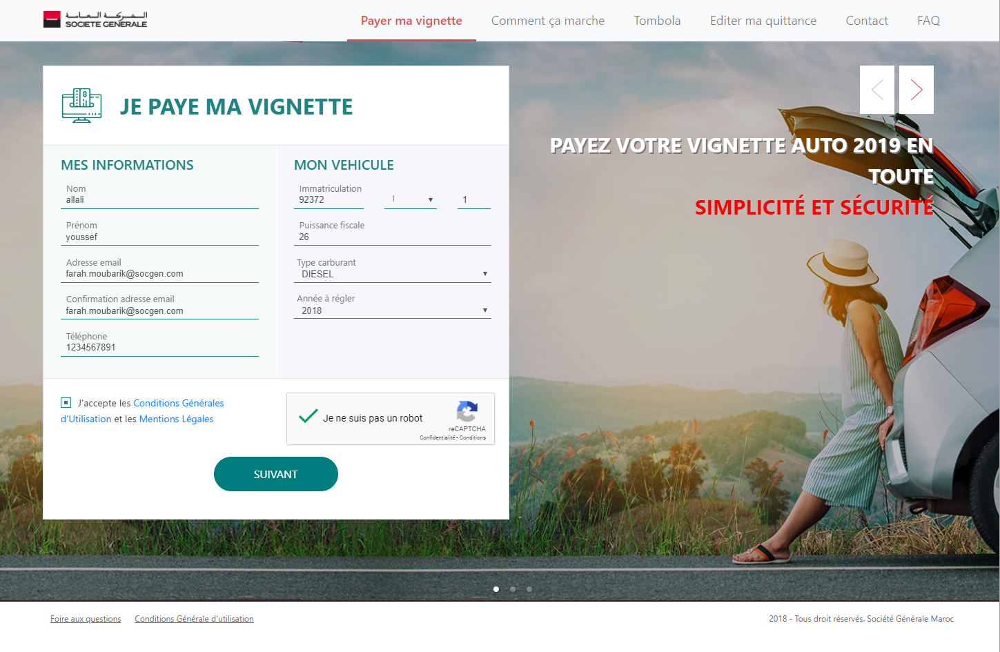 الشركة العامة
SOCIETE GENERALE
Payer ma vignette
Comment ça marche
Tombola
Editer ma quittance
Contact
FAQ
JE PAYE MA VIGNETTE
MES INFORMATIONS
Nom
allali
Prénom
youssef
Adresse email
farah.moubarik@socgen.com
Confirmation adresse email
farah.moubarik@socgen.com
Téléphone
1234567891
MON VEHICULE
Immatriculation
92372 أ 1
Puissance fiscale
26
Type carburant
DIESEL
Année à régler
2018
J'accepte les Conditions Générales
d'Utilisation et les Mentions Légales
Je ne suis pas un robot
reCAPTCHA
Confidentialité - Conditions
SUIVANT
PAYEZ VOTRE VIGNETTE AUTO 2019 EN
TOUTE
SIMPLICITÉ ET SÉCURITÉ
Foire aux questions
Conditions Générale d'utilisation
2018 - Tous droit réservés. Société Générale Maroc